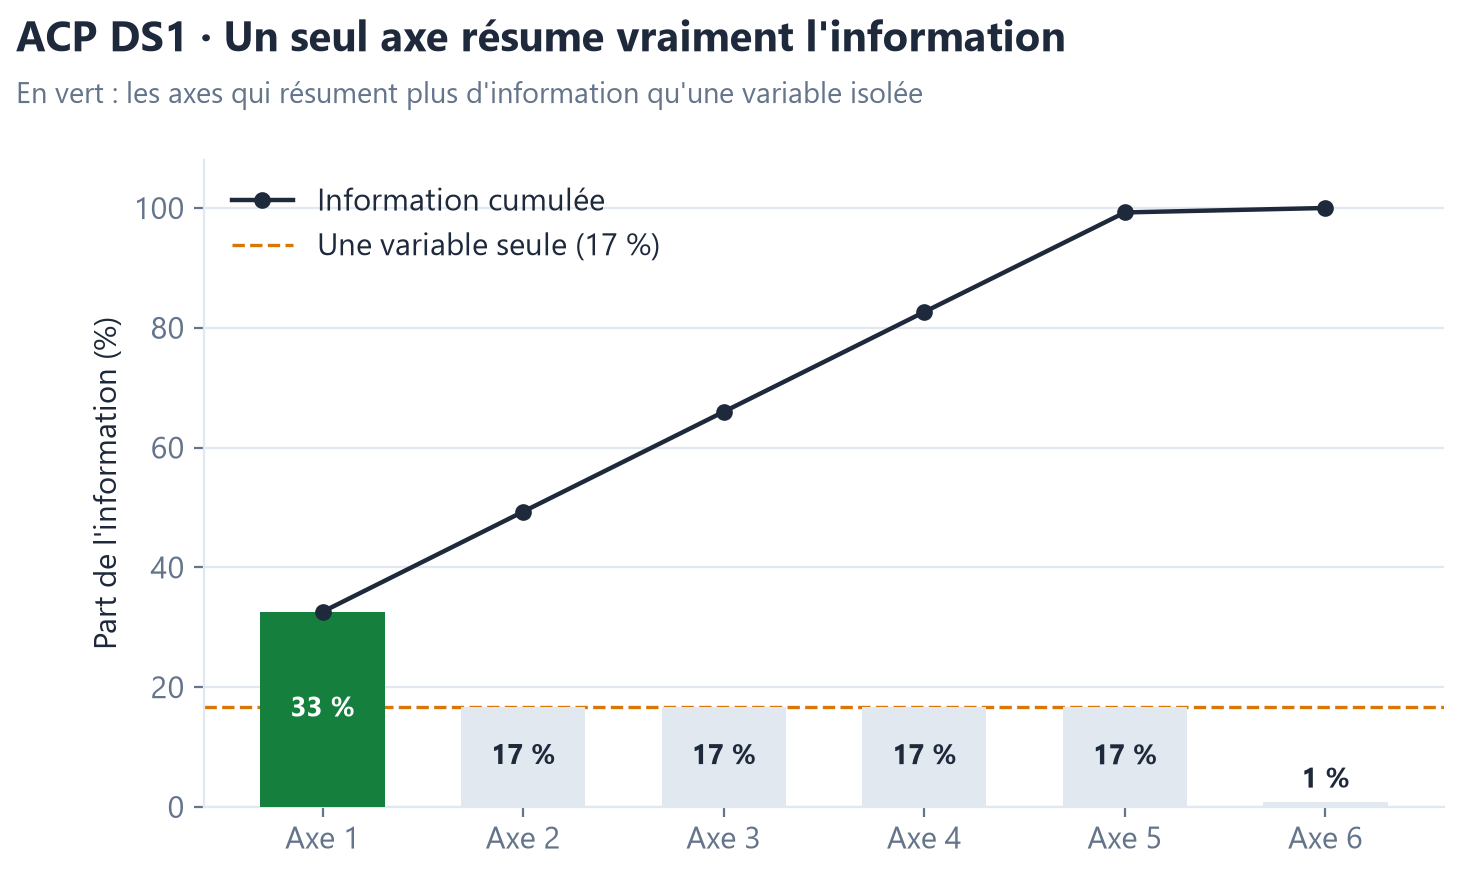 ACP DS1 · Un seul axe résume vraiment l'information
En vert : les axes qui résument plus d'information qu'une variable isolée
Information cumulée
Une variable seule (17 %)
Part de l'information (%)
100
80
60
40
20
0
33 %
17 %
17 %
17 %
17 %
1 %
Axe 1
Axe 2
Axe 3
Axe 4
Axe 5
Axe 6